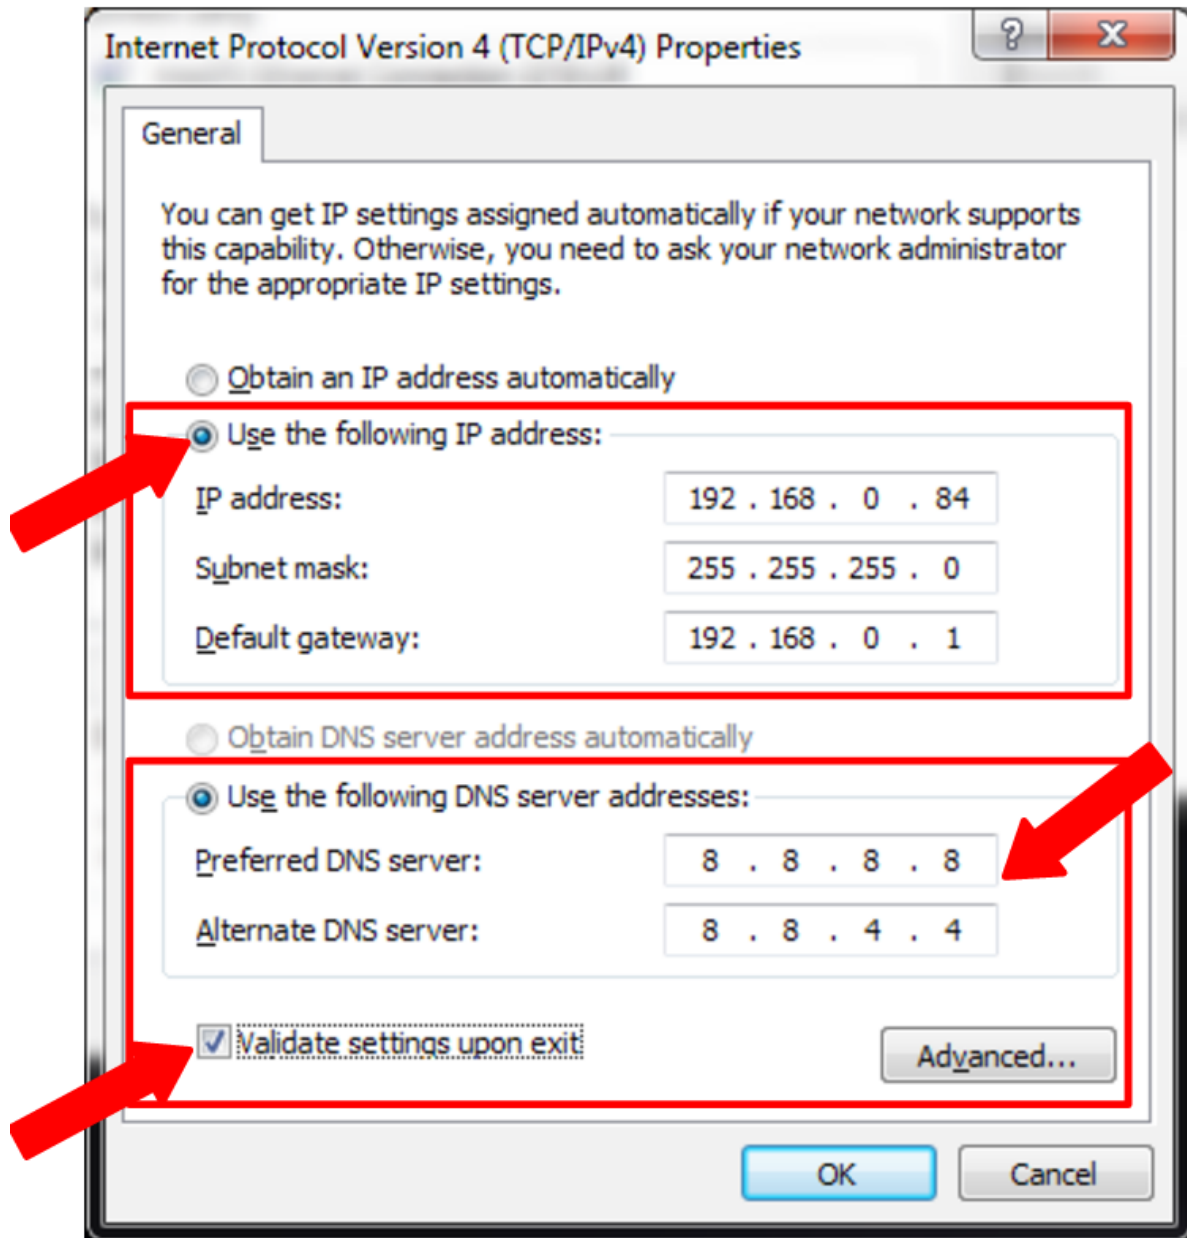 Internet Protocol Version 4 (TCP/IPv4) Properties
General
You can get IP settings assigned automatically if your network supports
this capability. Otherwise, you need to ask your network administrator
for the appropriate IP settings.
Obtain an IP address automatically
Use the following IP address:
IP address: 192 . 168 . 0 . 84
Subnet mask: 255 . 255 . 255 . 0
Default gateway: 192 . 168 . 0 . 1
Obtain DNS server address automatically
Use the following DNS server addresses:
Preferred DNS server: 8 . 8 . 8 . 8
Alternate DNS server: 8 . 8 . 4 . 4
Validate settings upon exit
Advanced...
OK Cancel